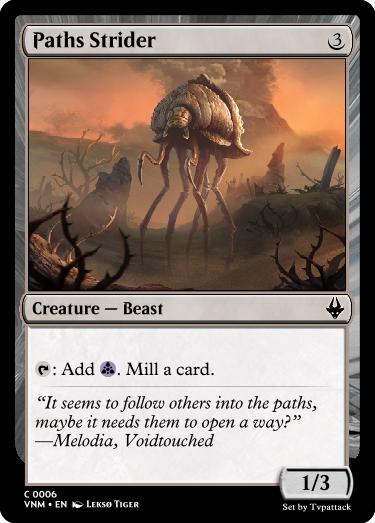 Paths Strider 3
Creature — Beast
: Add . Mill a card.
“It seems to follow others into the paths,
maybe it needs them to open a way?”
—Melodia, Voidtouched
1/3
C 0006
VNM • EN Leksø Tiger
Set by Tvpattack